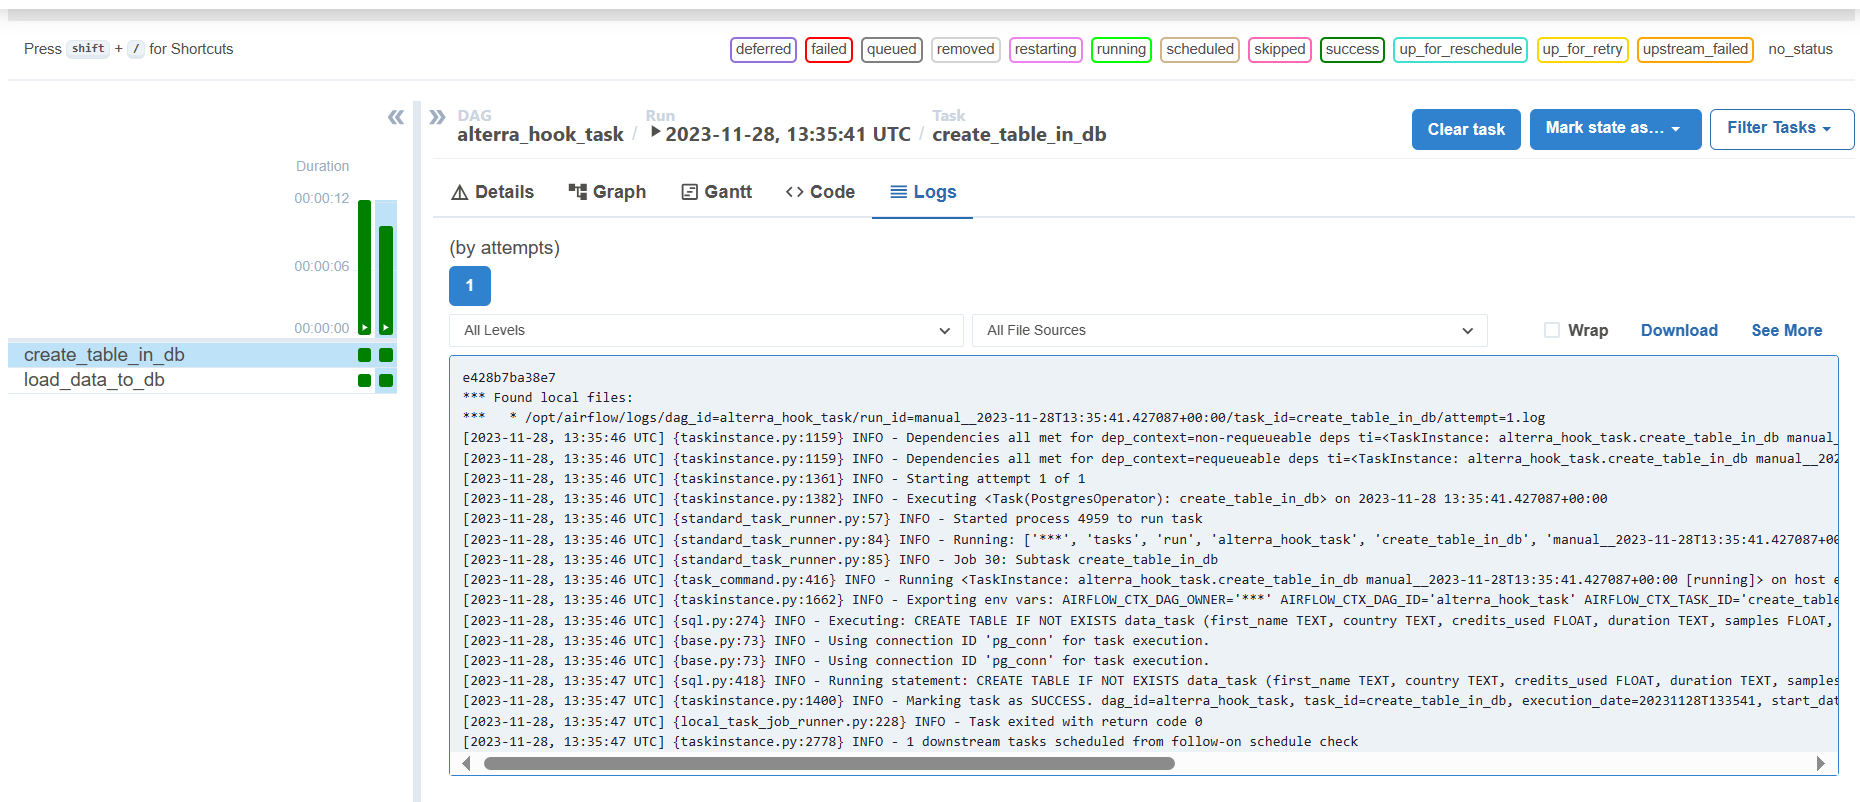 Press shift + / for Shortcuts
deferred failed queued removed restarting running scheduled skipped success up_for_reschedule up_for_retry upstream_failed no_status
DAG Run Task
alterra_hook_task / 2023-11-28, 13:35:41 UTC / create_table_in_db
Clear task Mark state as... Filter Tasks
Duration
00:00:12
00:00:06
00:00:00
create_table_in_db
load_data_to_db
Details Graph Gantt Code Logs
(by attempts)
1
All Levels All File Sources Wrap Download See More
e428b7ba38e7
*** Found local files:
***   * /opt/airflow/logs/dag_id=alterra_hook_task/run_id=manual__2023-11-28T13:35:41.427087+00:00/task_id=create_table_in_db/attempt=1.log
[2023-11-28, 13:35:46 UTC] {taskinstance.py:1159} INFO - Dependencies all met for dep_context=non-requeueable deps ti=<TaskInstance: alterra_hook_task.create_table_in_db manual_
[2023-11-28, 13:35:46 UTC] {taskinstance.py:1159} INFO - Dependencies all met for dep_context=requeueable deps ti=<TaskInstance: alterra_hook_task.create_table_in_db manual__202
[2023-11-28, 13:35:46 UTC] {taskinstance.py:1361} INFO - Starting attempt 1 of 1
[2023-11-28, 13:35:46 UTC] {taskinstance.py:1382} INFO - Executing <Task(PostgresOperator): create_table_in_db> on 2023-11-28 13:35:41.427087+00:00
[2023-11-28, 13:35:46 UTC] {standard_task_runner.py:57} INFO - Started process 4959 to run task
[2023-11-28, 13:35:46 UTC] {standard_task_runner.py:84} INFO - Running: ['***', 'tasks', 'run', 'alterra_hook_task', 'create_table_in_db', 'manual__2023-11-28T13:35:41.427087+00
[2023-11-28, 13:35:46 UTC] {standard_task_runner.py:85} INFO - Job 30: Subtask create_table_in_db
[2023-11-28, 13:35:46 UTC] {task_command.py:416} INFO - Running <TaskInstance: alterra_hook_task.create_table_in_db manual__2023-11-28T13:35:41.427087+00:00 [running]> on host e
[2023-11-28, 13:35:46 UTC] {taskinstance.py:1662} INFO - Exporting env vars: AIRFLOW_CTX_DAG_OWNER='***' AIRFLOW_CTX_DAG_ID='alterra_hook_task' AIRFLOW_CTX_TASK_ID='create_table
[2023-11-28, 13:35:46 UTC] {sql.py:274} INFO - Executing: CREATE TABLE IF NOT EXISTS data_task (first_name TEXT, country TEXT, credits_used FLOAT, duration TEXT, samples FLOAT,
[2023-11-28, 13:35:46 UTC] {base.py:73} INFO - Using connection ID 'pg_conn' for task execution.
[2023-11-28, 13:35:46 UTC] {base.py:73} INFO - Using connection ID 'pg_conn' for task execution.
[2023-11-28, 13:35:47 UTC] {sql.py:418} INFO - Running statement: CREATE TABLE IF NOT EXISTS data_task (first_name TEXT, country TEXT, credits_used FLOAT, duration TEXT, samples
[2023-11-28, 13:35:47 UTC] {taskinstance.py:1400} INFO - Marking task as SUCCESS. dag_id=alterra_hook_task, task_id=create_table_in_db, execution_date=20231128T133541, start_dat
[2023-11-28, 13:35:47 UTC] {local_task_job_runner.py:228} INFO - Task exited with return code 0
[2023-11-28, 13:35:47 UTC] {taskinstance.py:2778} INFO - 1 downstream tasks scheduled from follow-on schedule check